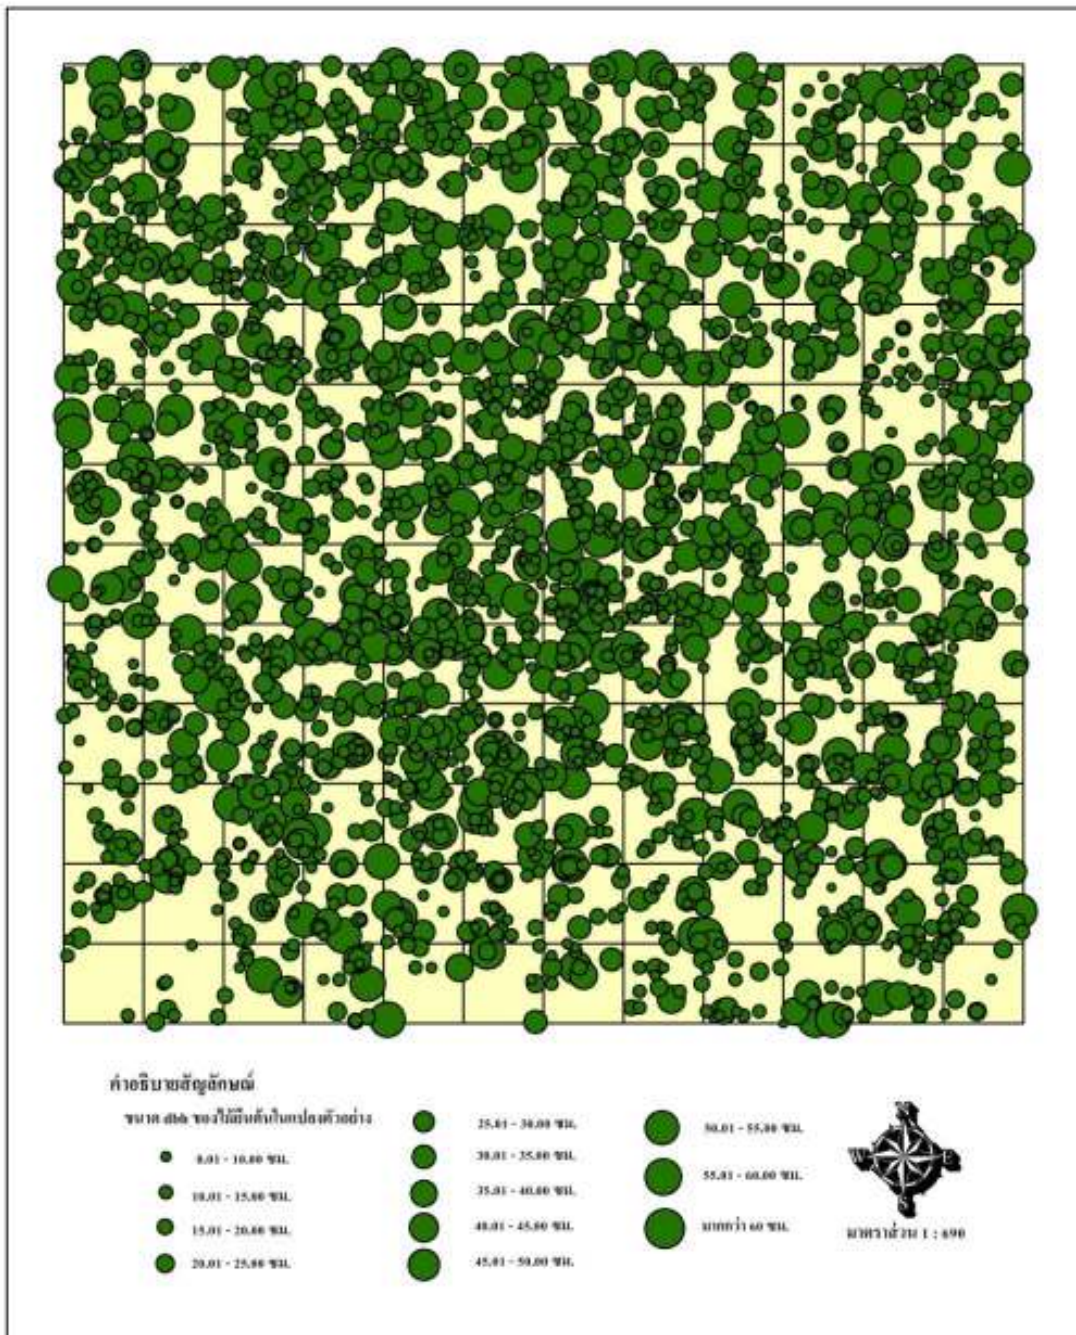 คำอธิบายสัญลักษณ์
ขนาด dbh ของไม้ยืนต้นในแปลงตัวอย่าง
0.01 - 10.00 ซม.
10.01 - 15.00 ซม.
15.01 - 20.00 ซม.
20.01 - 25.00 ซม.
25.01 - 30.00 ซม.
30.01 - 35.00 ซม.
35.01 - 40.00 ซม.
40.01 - 45.00 ซม.
45.01 - 50.00 ซม.
50.01 - 55.00 ซม.
55.01 - 60.00 ซม.
มากกว่า 60 ซม.
N
W E
S
มาตราส่วน 1 : 690